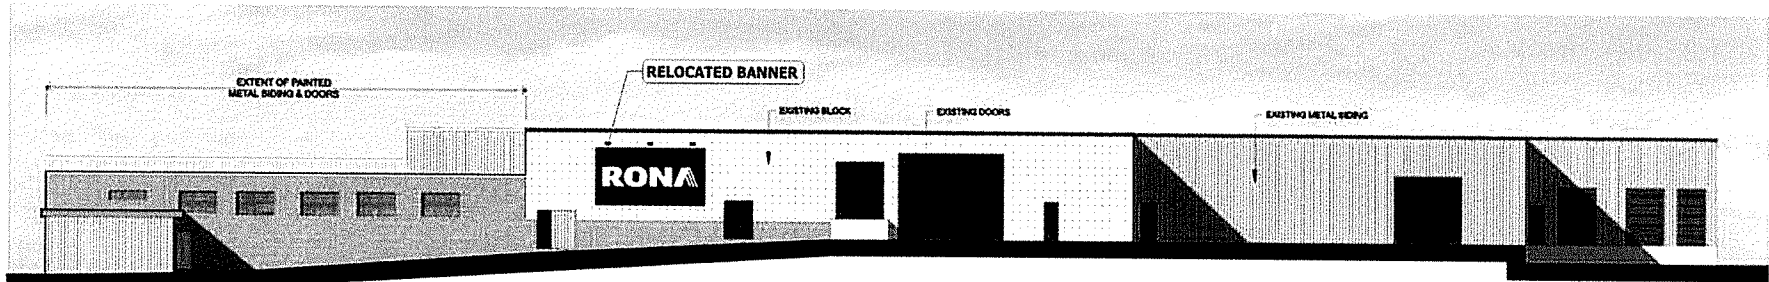 EXTENT OF PAINTED
METAL SIDING & DOORS
RELOCATED BANNER
EXISTING BLOCK
EXISTING DOORS
EXISTING METAL SIDING
RONA